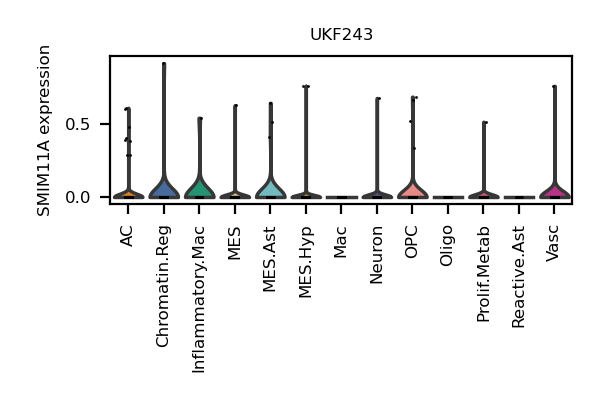 UKF243
SMIM11A expression
0.5
0.0
AC
Chromatin.Reg
Inflammatory.Mac
MES
MES.Ast
MES.Hyp
Mac
Neuron
OPC
Oligo
Prolif.Metab
Reactive.Ast
Vasc